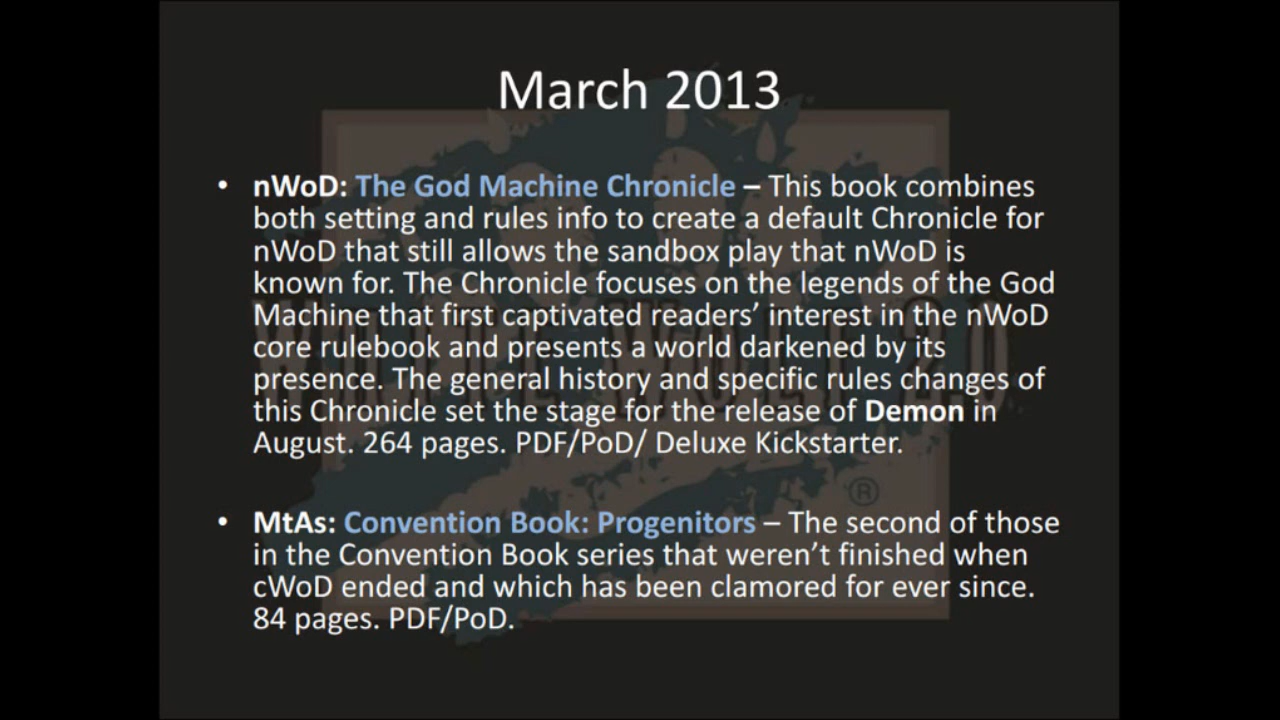 March 2013
• nWoD: The God Machine Chronicle – This book combines
both setting and rules info to create a default Chronicle for
nWoD that still allows the sandbox play that nWoD is
known for. The Chronicle focuses on the legends of the God
Machine that first captivated readers’ interest in the nWoD
core rulebook and presents a world darkened by its
presence. The general history and specific rules changes of
this Chronicle set the stage for the release of Demon in
August. 264 pages. PDF/PoD/ Deluxe Kickstarter.
WHITE WOLF 2.0
®
• MtAs: Convention Book: Progenitors – The second of those
in the Convention Book series that weren’t finished when
cWoD ended and which has been clamored for ever since.
84 pages. PDF/PoD.